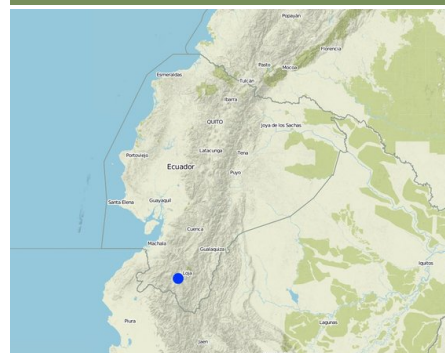 Popayán
Florencia
Pasto
Mocoa
Esmeraldas
Tulcán
Ibarra
QUITO
Joya de los Sachas
Portoviejo
Latacunga
Tena
Ecuador
Puyo
Santa Elena
Guayaquil
Cuenca
Machala
Gualaquiza
Iquitos
Loja
Piura
Lagunas
Jaén